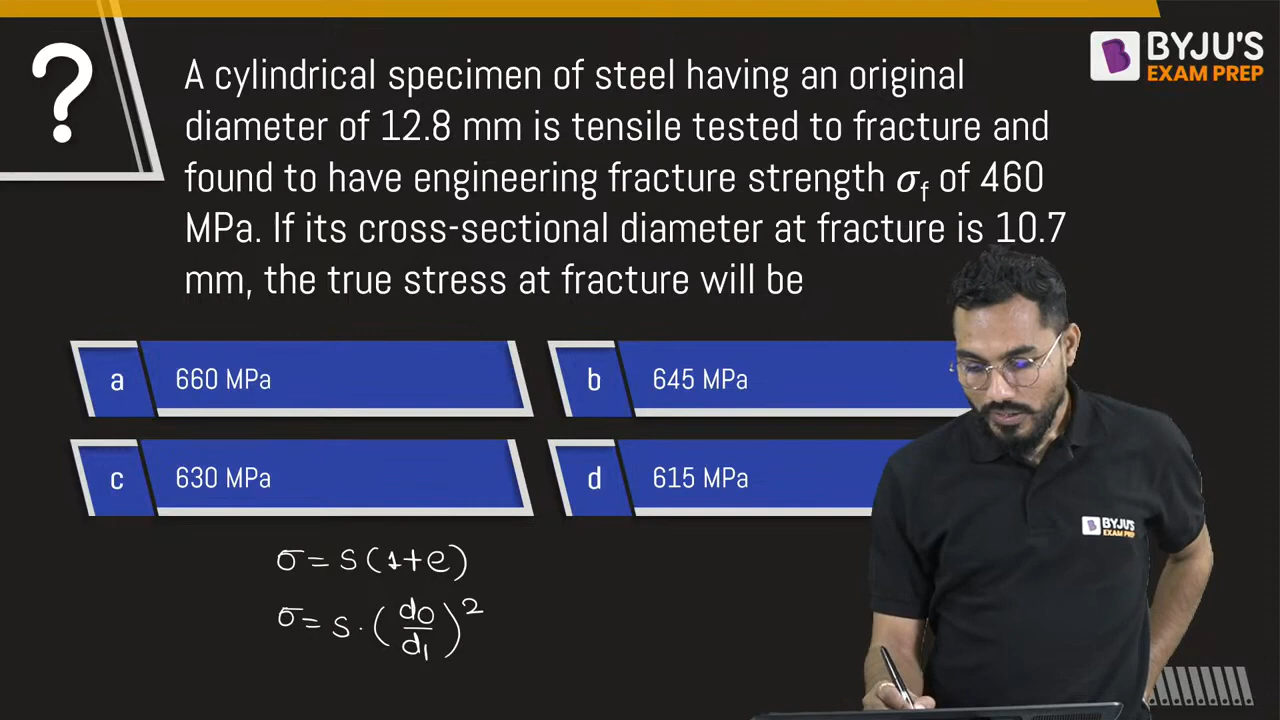 ?
BYJU'S
EXAM PREP
A cylindrical specimen of steel having an original
diameter of 12.8 mm is tensile tested to fracture and
found to have engineering fracture strength σf of 460
MPa. If its cross-sectional diameter at fracture is 10.7
mm, the true stress at fracture will be
a 660 MPa
b 645 MPa
c 630 MPa
d 615 MPa
σ = s(1+e)
σ = s.(d0/d1)2
BYJU'S
EXAM PREP